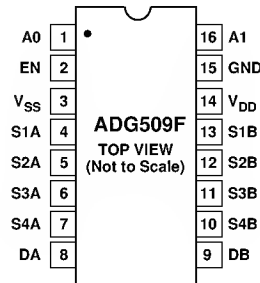 A0 1 16 A1
EN 2 15 GND
VSS 3 14 VDD
S1A 4 ADG509F 13 S1B
S2A 5 TOP VIEW 12 S2B
(Not to Scale)
S3A 6 11 S3B
S4A 7 10 S4B
DA 8 9 DB